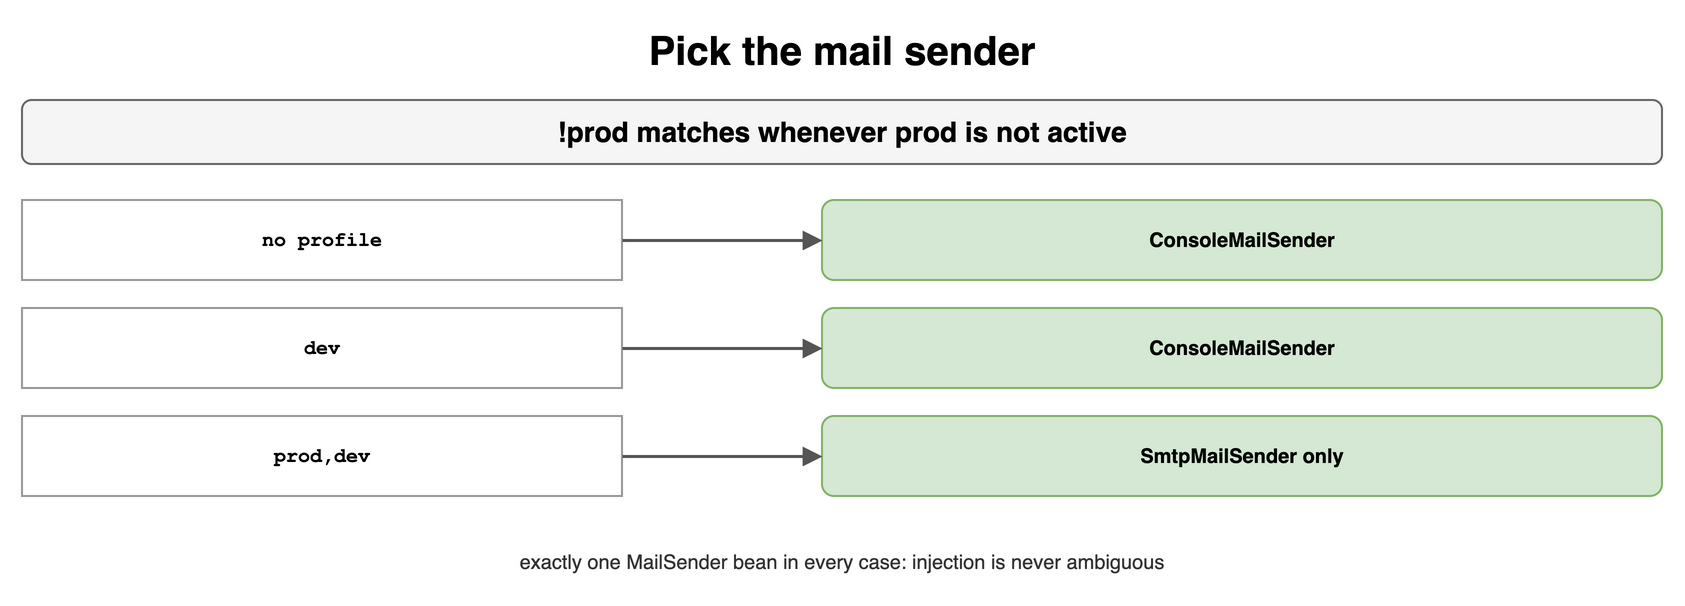 Pick the mail sender
!prod matches whenever prod is not active
no profile
ConsoleMailSender
dev
ConsoleMailSender
prod,dev
SmtpMailSender only
exactly one MailSender bean in every case: injection is never ambiguous